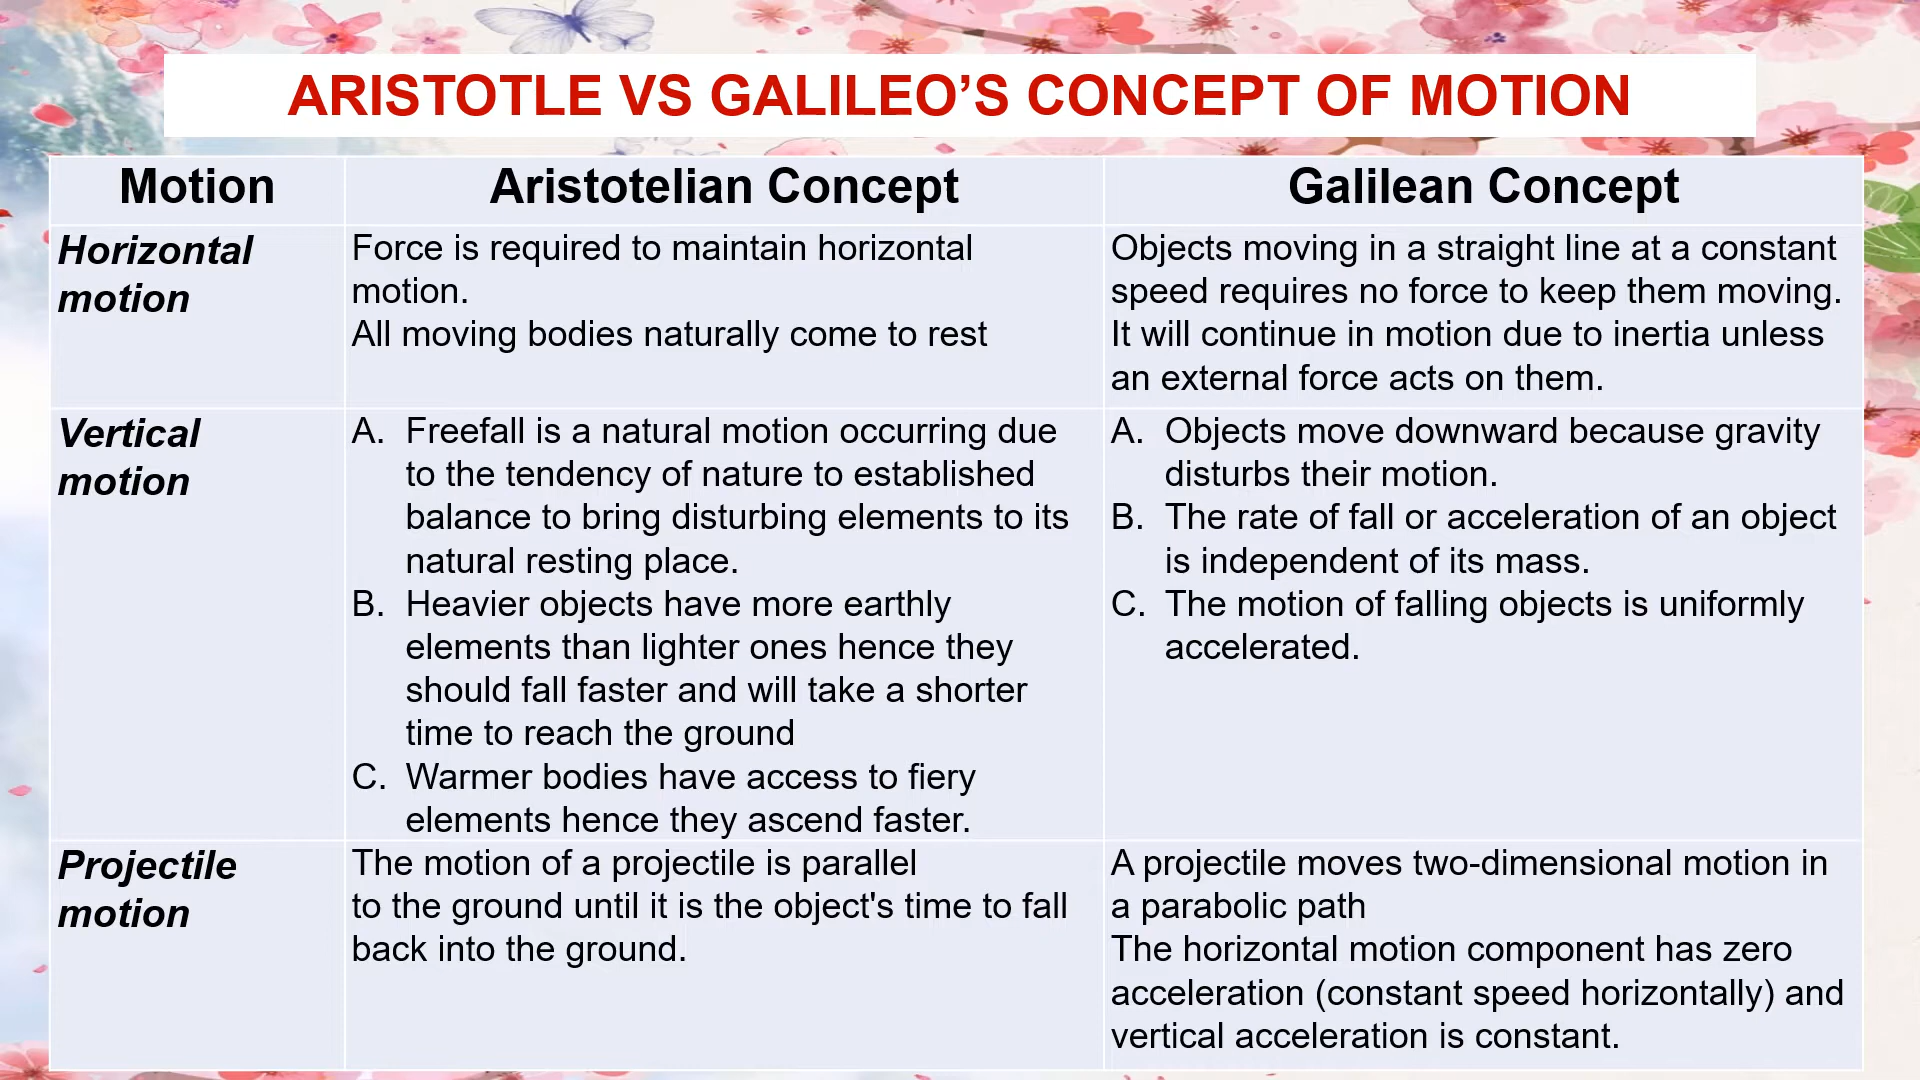 ARISTOTLE VS GALILEO’S CONCEPT OF MOTION
Motion
Aristotelian Concept
Galilean Concept
Horizontal
motion
Force is required to maintain horizontal
motion.
All moving bodies naturally come to rest
Objects moving in a straight line at a constant
speed requires no force to keep them moving.
It will continue in motion due to inertia unless
an external force acts on them.
Vertical
motion
A. Freefall is a natural motion occurring due
to the tendency of nature to established
balance to bring disturbing elements to its
natural resting place.
B. Heavier objects have more earthly
elements than lighter ones hence they
should fall faster and will take a shorter
time to reach the ground
C. Warmer bodies have access to fiery
elements hence they ascend faster.
A. Objects move downward because gravity
disturbs their motion.
B. The rate of fall or acceleration of an object
is independent of its mass.
C. The motion of falling objects is uniformly
accelerated.
Projectile
motion
The motion of a projectile is parallel
to the ground until it is the object's time to fall
back into the ground.
A projectile moves two-dimensional motion in
a parabolic path
The horizontal motion component has zero
acceleration (constant speed horizontally) and
vertical acceleration is constant.